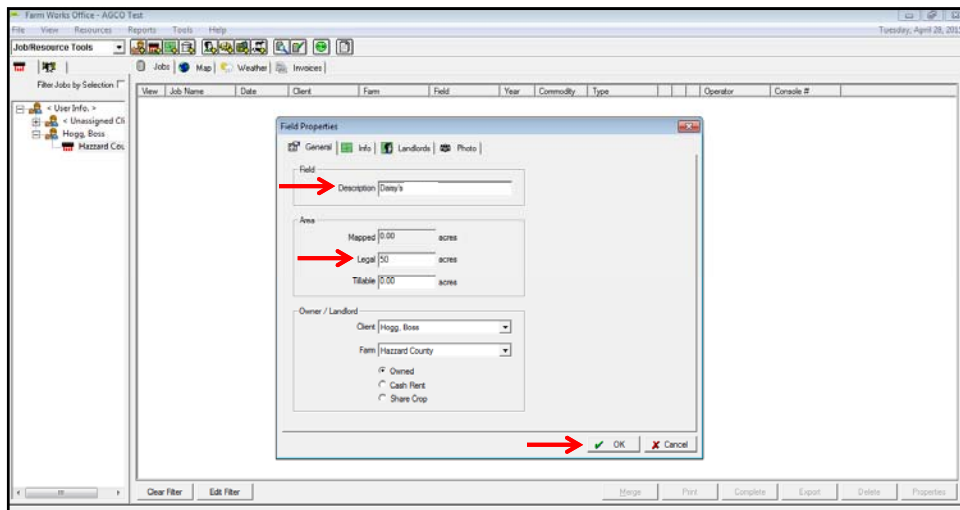 Farm Works Office - AGCO Test
File View Resources Reports Tools Help Tuesday, April 28, 2015
Job/Resource Tools
Jobs Map Weather Invoices
Filter Jobs by Selection
View Job Name Date Client Farm Field Year Commodity Type Operator Console #
< User Info. >
< Unassigned Cli
Hogg, Boss
Hazzard Cou
Field Properties
General Info Landlords Photo
Field
Description Daisy's
Area
Mapped 0.00 acres
Legal 50 acres
Tillable 0.00 acres
Owner / Landlord
Client Hogg, Boss
Farm Hazzard County
Owned
Cash Rent
Share Crop
OK Cancel
Clear Filter Edit Filter Merge Print Complete Export Delete Properties